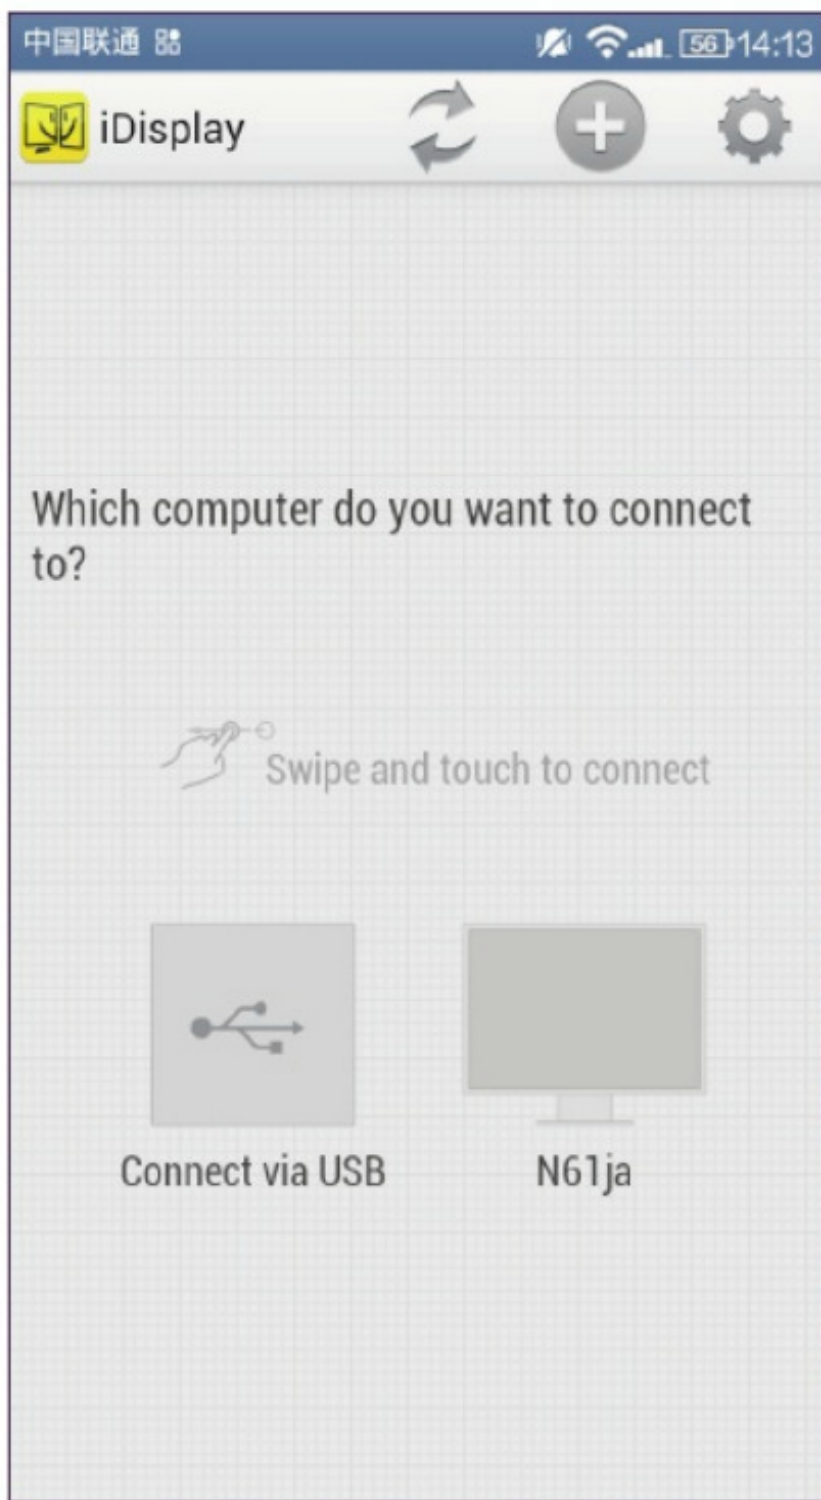 中国联通
56 14:13
iDisplay
Which computer do you want to connect
to?
Swipe and touch to connect
Connect via USB
N61ja